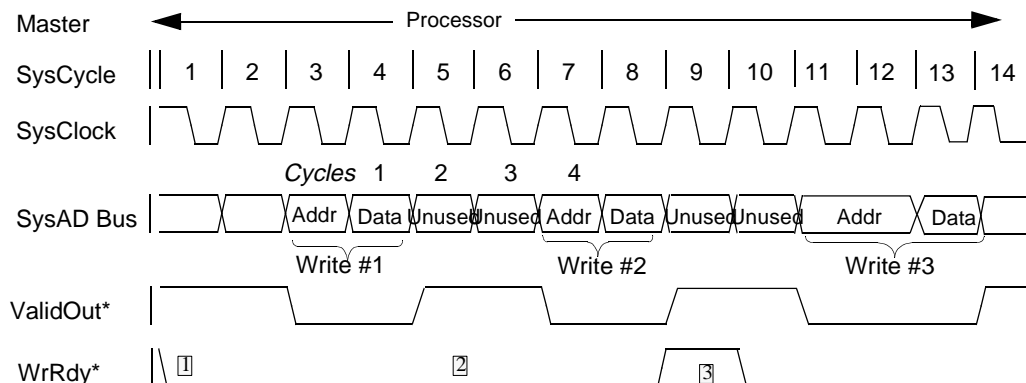 Master Processor
SysCycle 1 2 3 4 5 6 7 8 9 10 11 12 13 14
SysClock
Cycles 1 2 3 4
SysAD Bus Addr Data Unused Unused Addr Data Unused Unused Addr Data
Write #1 Write #2 Write #3
ValidOut*
WrRdy* 1 2 3